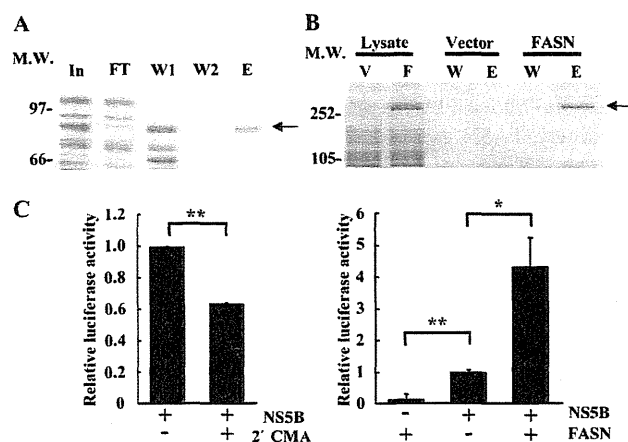 A
M.W.
In FT W1 W2 E
97-
66-
B
M.W.
Lysate Vector FASN
V F W E W E
252-
105-
C
Relative luciferase activity
1.2
1.0
0.8
0.6
0.4
0.2
0
**
+ + NS5B
- + 2´ CMA
Relative luciferase activity
6
5
4
3
2
1
0
**
*
- + + NS5B
+ - + FASN